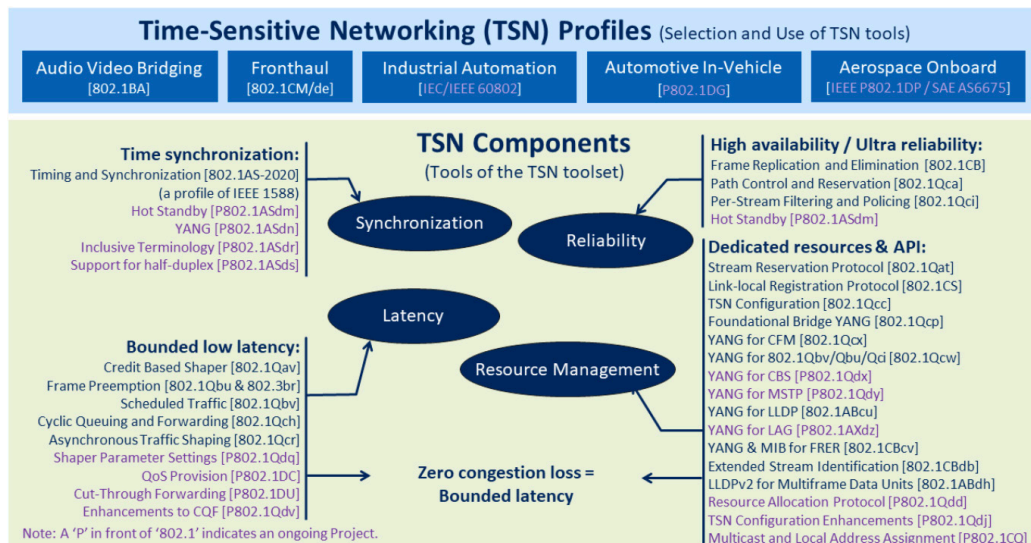 Time-Sensitive Networking (TSN) Profiles (Selection and Use of TSN tools)
Audio Video Bridging
[802.1BA]
Fronthaul
[802.1CM/de]
Industrial Automation
[IEC/IEEE 60802]
Automotive In-Vehicle
[P802.1DG]
Aerospace Onboard
[IEEE P802.1DP / SAE AS6675]
TSN Components
(Tools of the TSN toolset)
Time synchronization:
Timing and Synchronization [802.1AS-2020]
(a profile of IEEE 1588)
Hot Standby [P802.1ASdm]
YANG [P802.1ASdn]
Inclusive Terminology [P802.1ASdr]
Support for half-duplex [P802.1ASds]
Synchronization
High availability / Ultra reliability:
Frame Replication and Elimination [802.1CB]
Path Control and Reservation [802.1Qca]
Per-Stream Filtering and Policing [802.1Qci]
Hot Standby [P802.1ASdm]
Reliability
Latency
Bounded low latency:
Credit Based Shaper [802.1Qav]
Frame Preemption [802.1Qbu & 802.3br]
Scheduled Traffic [802.1Qbv]
Cyclic Queuing and Forwarding [802.1Qch]
Asynchronous Traffic Shaping [802.1Qcr]
Shaper Parameter Settings [P802.1Qdq]
QoS Provision [P802.1DC]
Cut-Through Forwarding [P802.1DU]
Enhancements to CQF [P802.1Qdv]
Resource Management
Dedicated resources & API:
Stream Reservation Protocol [802.1Qat]
Link-local Registration Protocol [802.1CS]
TSN Configuration [802.1Qcc]
Foundational Bridge YANG [802.1Qcp]
YANG for CFM [802.1Qcx]
YANG for 802.1Qbv/Qbu/Qci [802.1Qcw]
YANG for CBS [P802.1Qdx]
YANG for MSTP [P802.1Qdy]
YANG for LLDP [802.1ABcu]
YANG for LAG [P802.1AXdz]
YANG & MIB for FRER [802.1CBcv]
Extended Stream Identification [802.1CBdb]
LLDPv2 for Multiframe Data Units [802.1ABdh]
Resource Allocation Protocol [P802.1Qdd]
TSN Configuration Enhancements [P802.1Qdj]
Multicast and Local Address Assignment [P802.1CQ]
Zero congestion loss =
Bounded latency
Note: A 'P' in front of '802.1' indicates an ongoing Project.